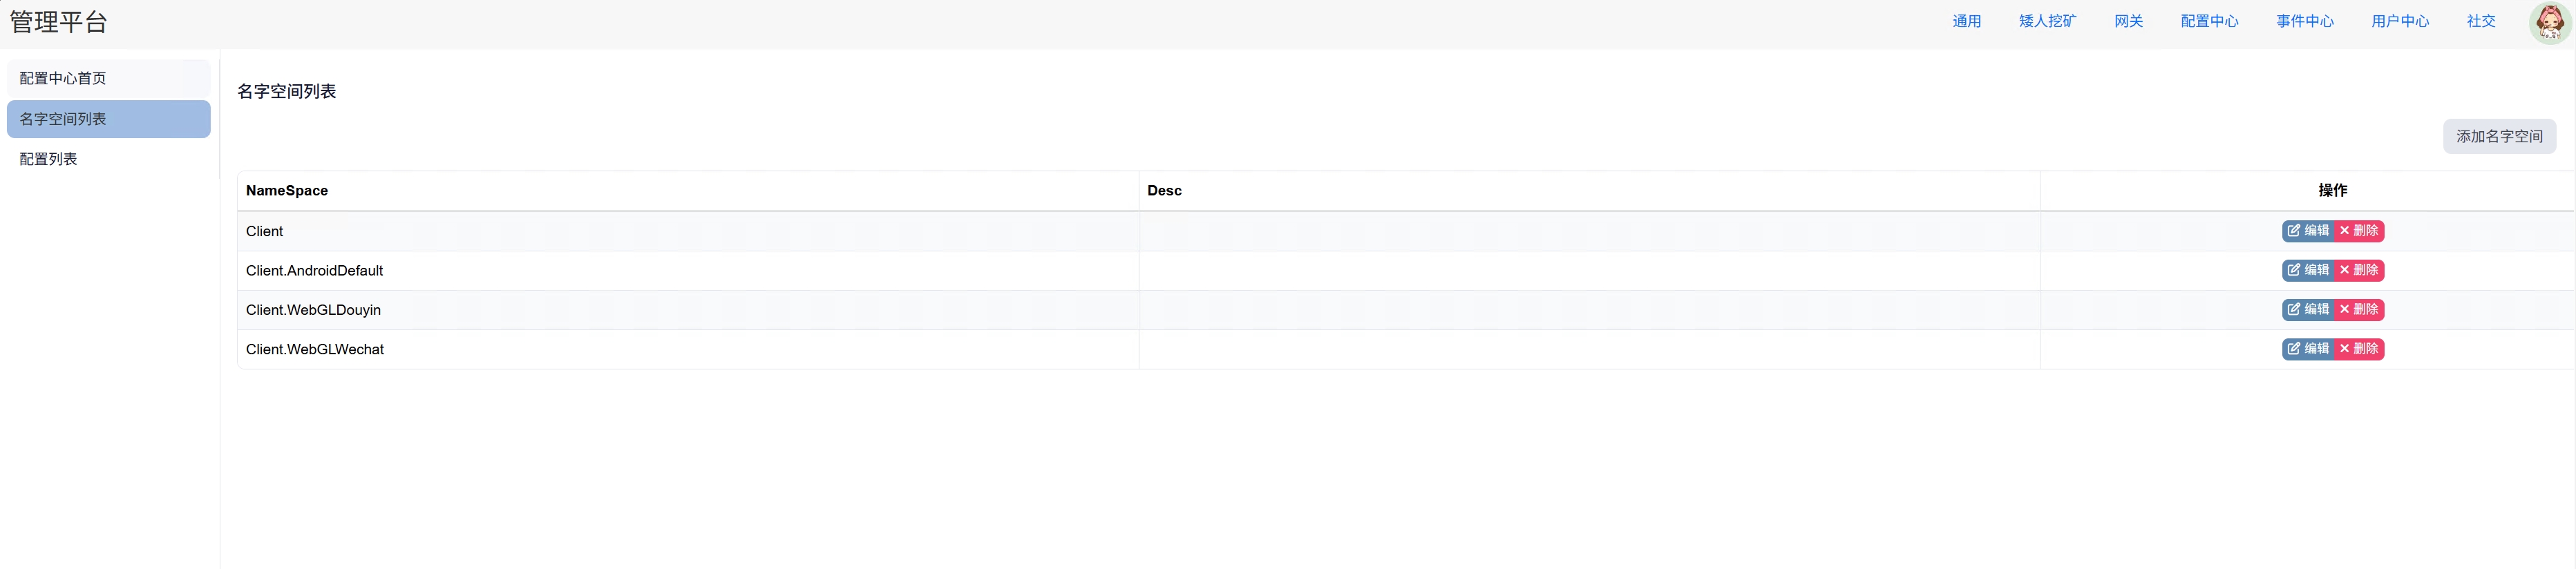 管理平台
通用 矮人挖矿 网关 配置中心 事件中心 用户中心 社交
配置中心首页
名字空间列表
配置列表
名字空间列表
添加名字空间
NameSpace Desc 操作
Client 编辑 删除
Client.AndroidDefault 编辑 删除
Client.WebGLDouyin 编辑 删除
Client.WebGLWechat 编辑 删除